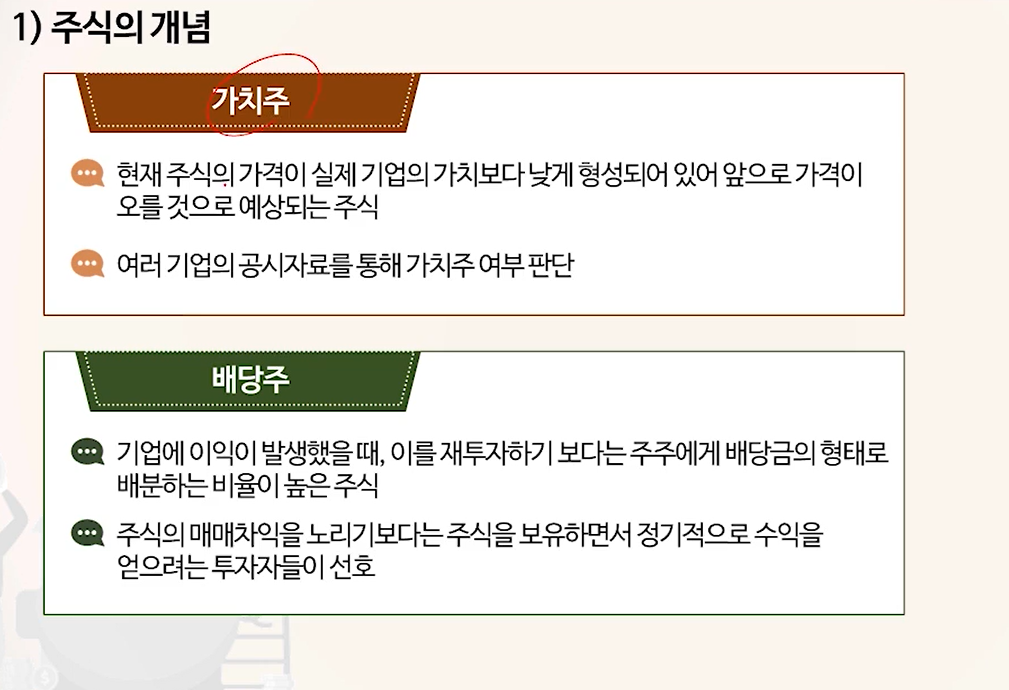 1) 주식의 개념
가치주
현재 주식의 가격이 실제 기업의 가치보다 낮게 형성되어 있어 앞으로 가격이
오를 것으로 예상되는 주식
여러 기업의 공시자료를 통해 가치주 여부 판단
배당주
기업에 이익이 발생했을 때, 이를 재투자하기 보다는 주주에게 배당금의 형태로
배분하는 비율이 높은 주식
주식의 매매차익을 노리기보다는 주식을 보유하면서 정기적으로 수익을
얻으려는 투자자들이 선호